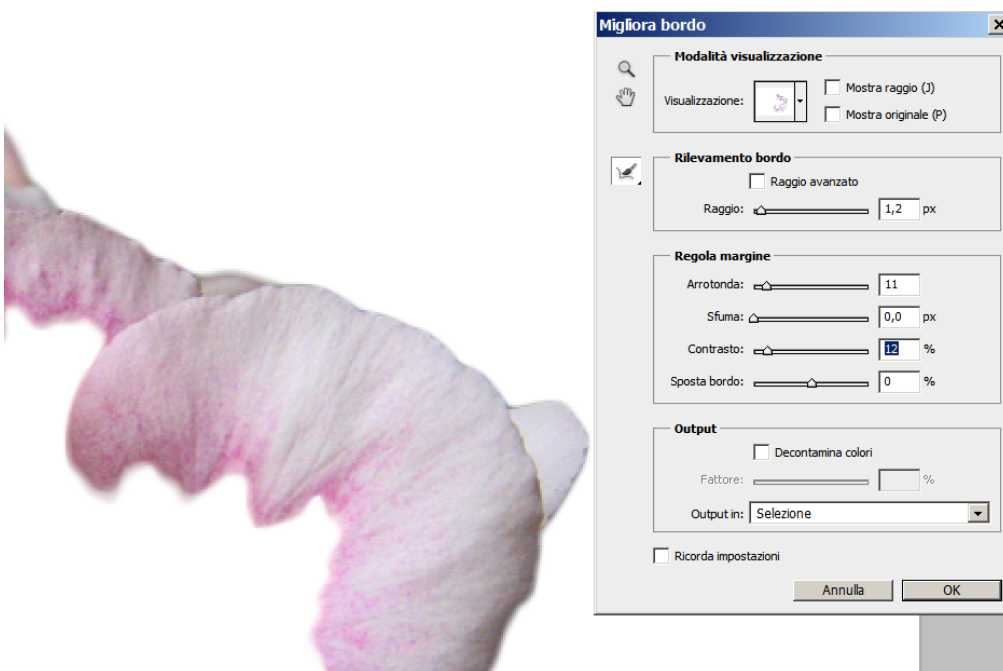 Migliora bordo
Modalità visualizzazione
Visualizzazione:
Mostra raggio (J)
Mostra originale (P)
Rilevamento bordo
Raggio avanzato
Raggio: 1,2 px
Regola margine
Arrotonda: 11
Sfuma: 0,0 px
Contrasto: 12 %
Sposta bordo: 0 %
Output
Decontamina colori
Fattore: %
Output in: Selezione
Ricorda impostazioni
Annulla OK